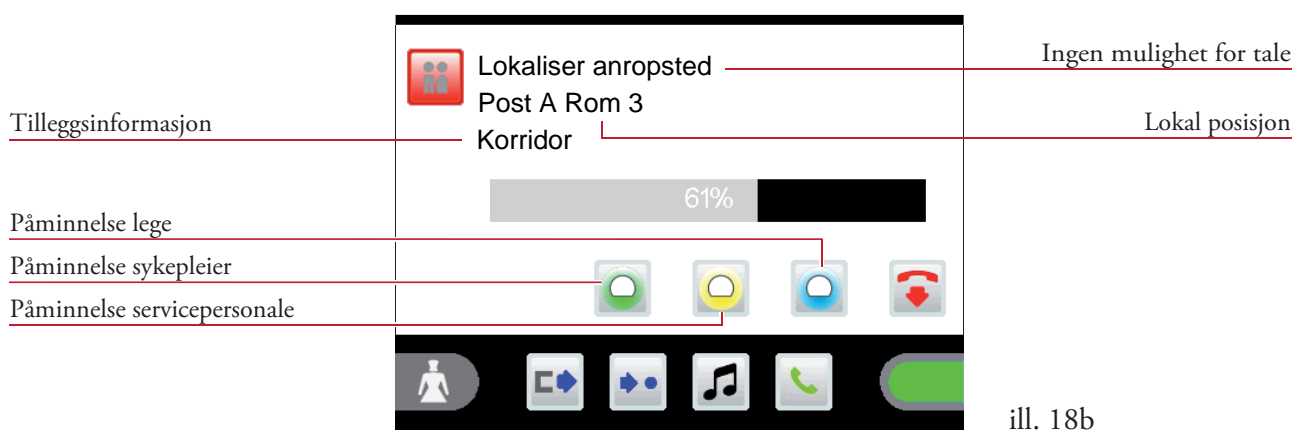 Lokaliser anropsted
Post A Rom 3
Korridor
61%
Ingen mulighet for tale
Lokal posisjon
Tilleggsinformasjon
Påminnelse lege
Påminnelse sykepleier
Påminnelse servicepersonale
ill. 18b